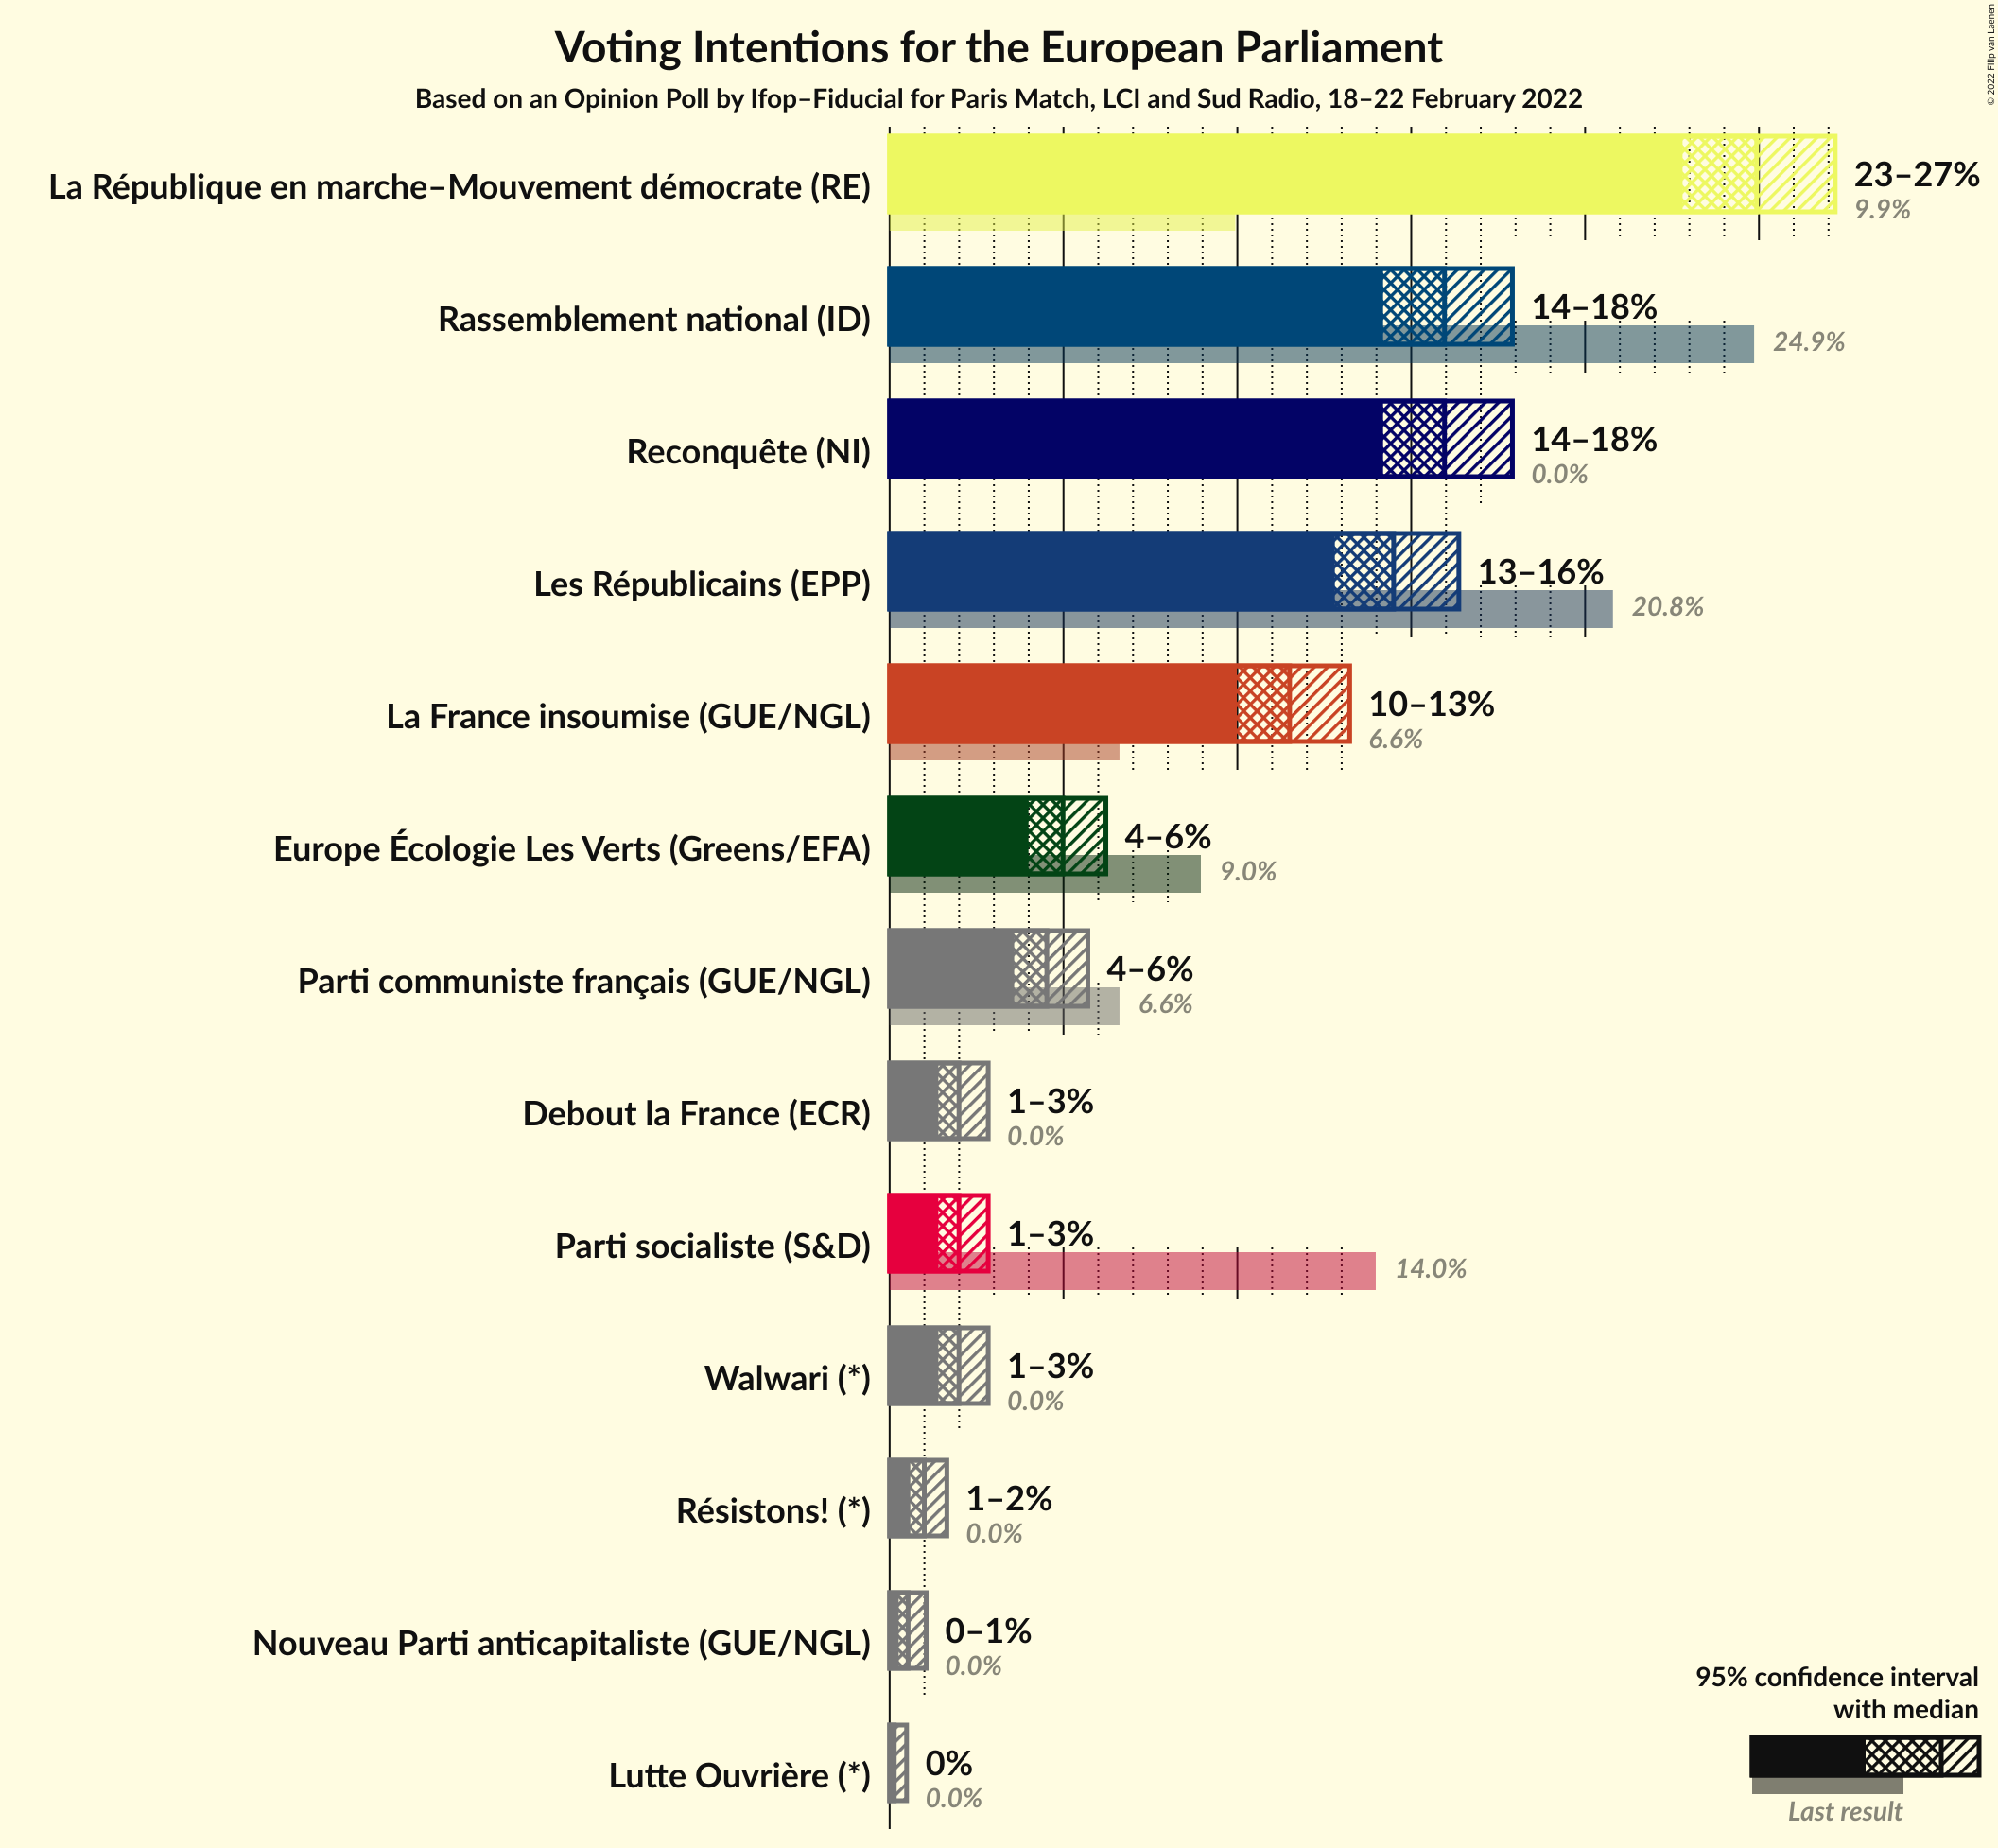 Voting Intentions for the European Parliament
Based on an Opinion Poll by Ifop–Fiducial for Paris Match, LCI and Sud Radio, 18–22 February 2022
© 2022 Filip van Laenen
La République en marche–Mouvement démocrate (RE)
23–27%
9.9%
Rassemblement national (ID)
14–18%
24.9%
Reconquête (NI)
14–18%
0.0%
Les Républicains (EPP)
13–16%
20.8%
La France insoumise (GUE/NGL)
10–13%
6.6%
Europe Écologie Les Verts (Greens/EFA)
4–6%
9.0%
Parti communiste français (GUE/NGL)
4–6%
6.6%
Debout la France (ECR)
1–3%
0.0%
Parti socialiste (S&D)
1–3%
14.0%
Walwari (*)
1–3%
0.0%
Résistons! (*)
1–2%
0.0%
Nouveau Parti anticapitaliste (GUE/NGL)
0–1%
0.0%
Lutte Ouvrière (*)
0%
0.0%
95% confidence interval
with median
Last result